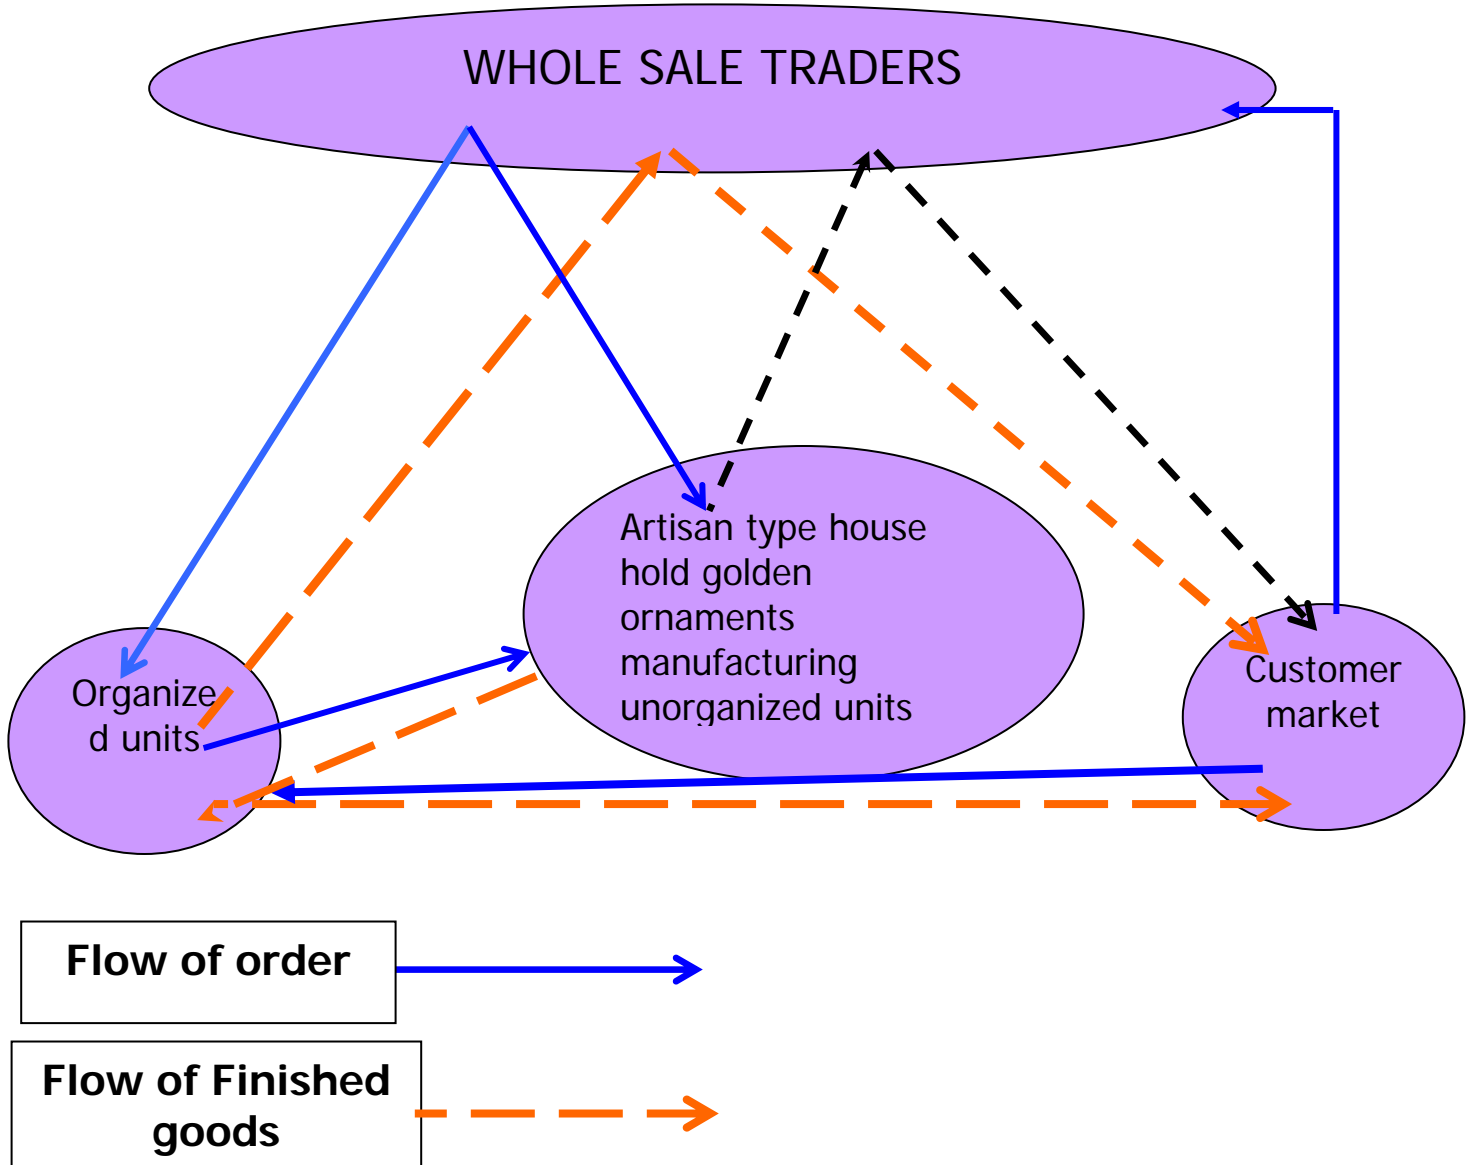 WHOLE SALE TRADERS
Artisan type house
hold golden
ornaments
manufacturing
unorganized units
Organize
d units
Customer
market
Flow of order
Flow of Finished
goods